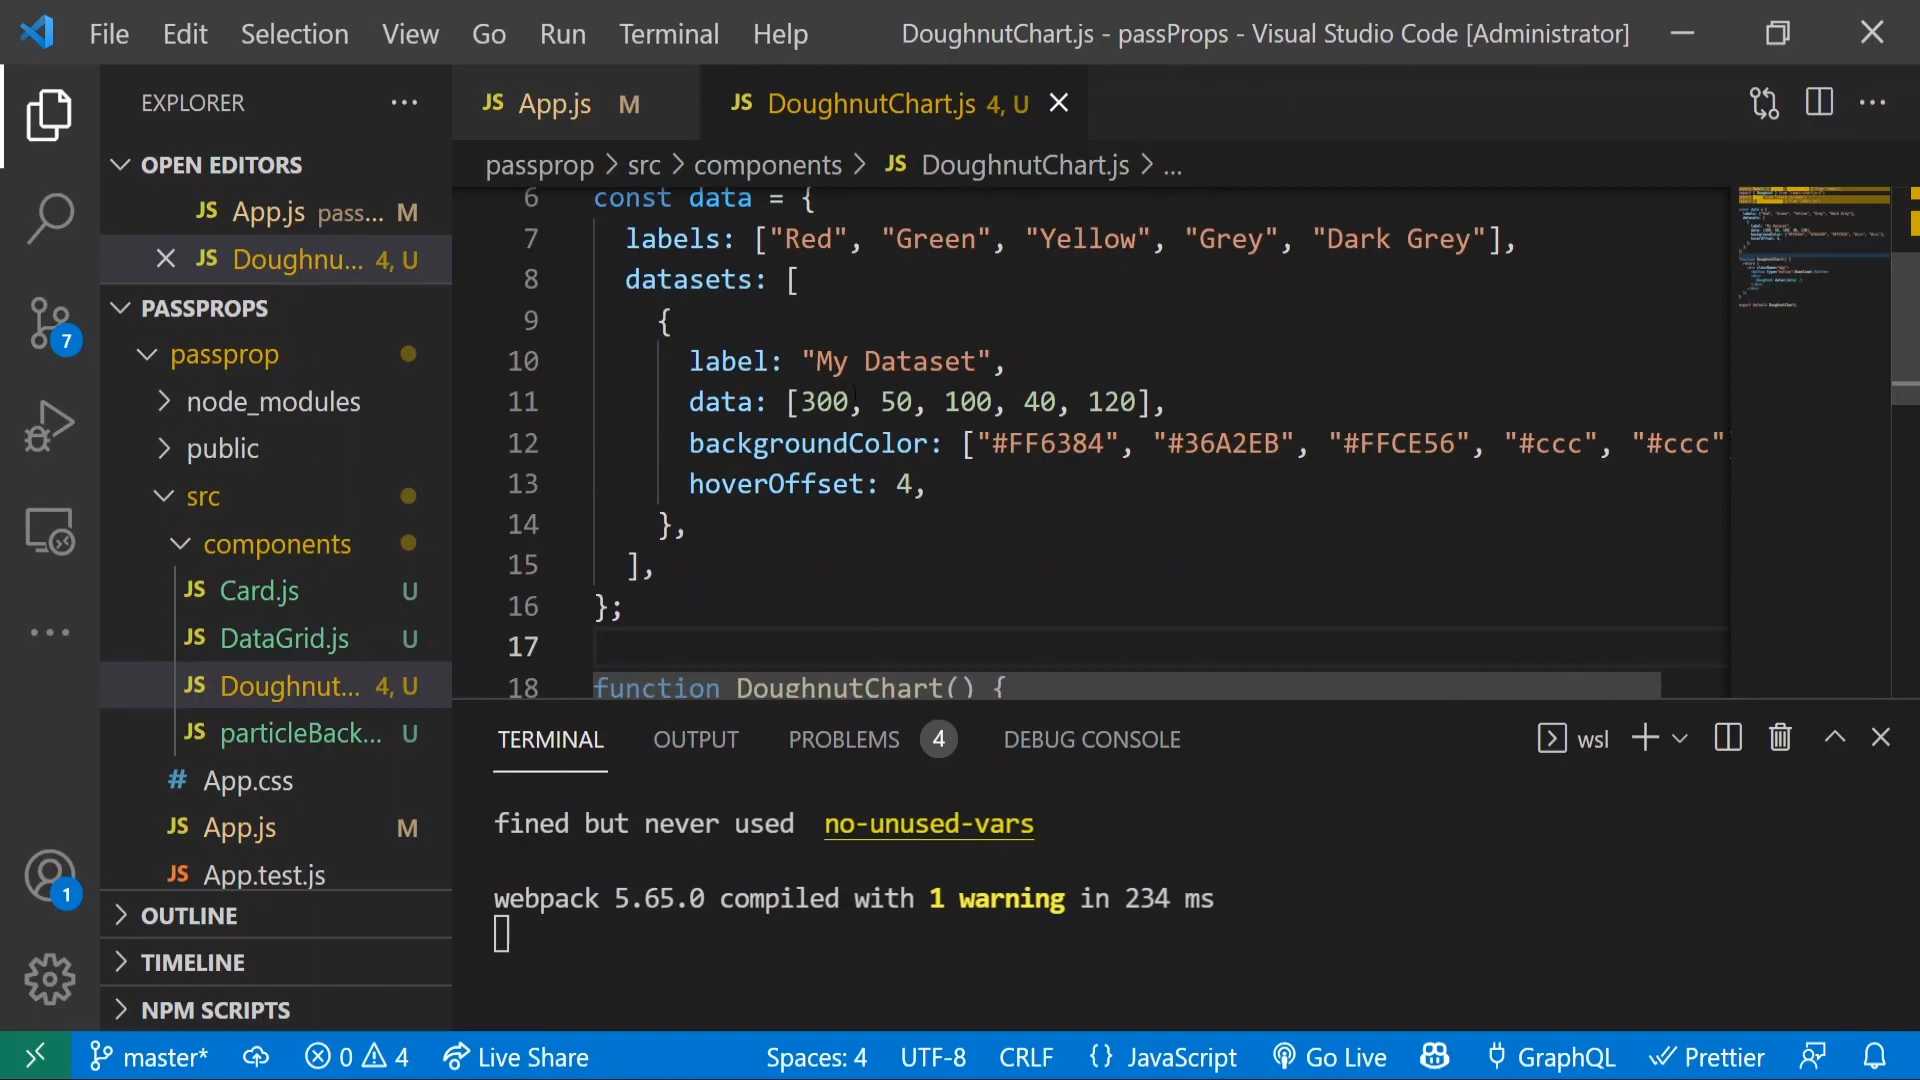 File Edit Selection View Go Run Terminal Help DoughnutChart.js - passProps - Visual Studio Code [Administrator]
EXPLORER
OPEN EDITORS
JS App.js pass... M
JS Doughnu... 4, U
PASSPROPS
passprop
node_modules
public
src
components
JS Card.js U
JS DataGrid.js U
JS Doughnut... 4, U
JS particleBack... U
# App.css
JS App.js M
JS App.test.js
OUTLINE
TIMELINE
NPM SCRIPTS
7
1
JS App.js M JS DoughnutChart.js 4, U
passprop > src > components > JS DoughnutChart.js > ...
6 const data = {
7 labels: ["Red", "Green", "Yellow", "Grey", "Dark Grey"],
8 datasets: [
9 {
10 label: "My Dataset",
11 data: [300, 50, 100, 40, 120],
12 backgroundColor: ["#FF6384", "#36A2EB", "#FFCE56", "#ccc", "#ccc"
13 hoverOffset: 4,
14 },
15 ],
16 };
17
18 function DoughnutChart() {
TERMINAL OUTPUT PROBLEMS 4 DEBUG CONSOLE wsl
fined but never used no-unused-vars
webpack 5.65.0 compiled with 1 warning in 234 ms
master* 0 4 Live Share Spaces: 4 UTF-8 CRLF {} JavaScript Go Live GraphQL Prettier